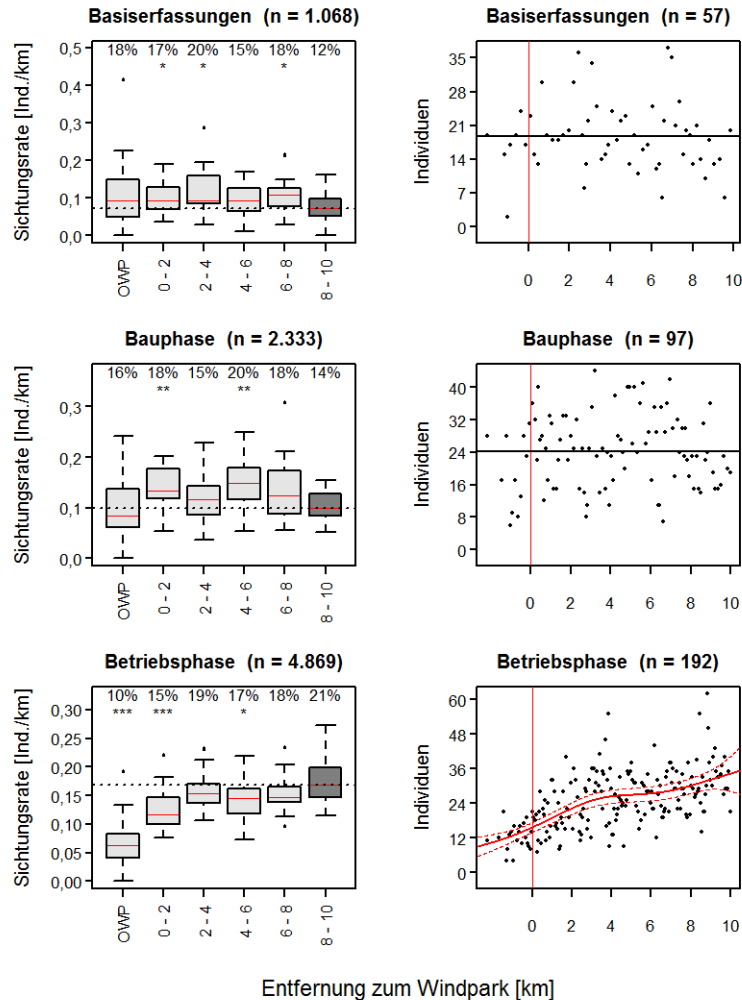 Basiserfassungen (n = 1.068)
Sichtungsrate [Ind./km]
0,5
0,4
0,3
0,2
0,1
0,0
18% 17% 20% 15% 18% 12%
* * *
OWP 0 - 2 2 - 4 4 - 6 6 - 8 8 - 10
Basiserfassungen (n = 57)
Individuen
35
28
21
14
7
0
0 2 4 6 8 10
Bauphase (n = 2.333)
Sichtungsrate [Ind./km]
0,3
0,2
0,1
0,0
16% 18% 15% 20% 18% 14%
** **
OWP 0 - 2 2 - 4 4 - 6 6 - 8 8 - 10
Bauphase (n = 97)
Individuen
40
32
24
16
8
0
0 2 4 6 8 10
Betriebsphase (n = 4.869)
Sichtungsrate [Ind./km]
0,30
0,25
0,20
0,15
0,10
0,05
0,00
10% 15% 19% 17% 18% 21%
*** *** *
OWP 0 - 2 2 - 4 4 - 6 6 - 8 8 - 10
Betriebsphase (n = 192)
Individuen
60
48
36
24
12
0
0 2 4 6 8 10
Entfernung zum Windpark [km]